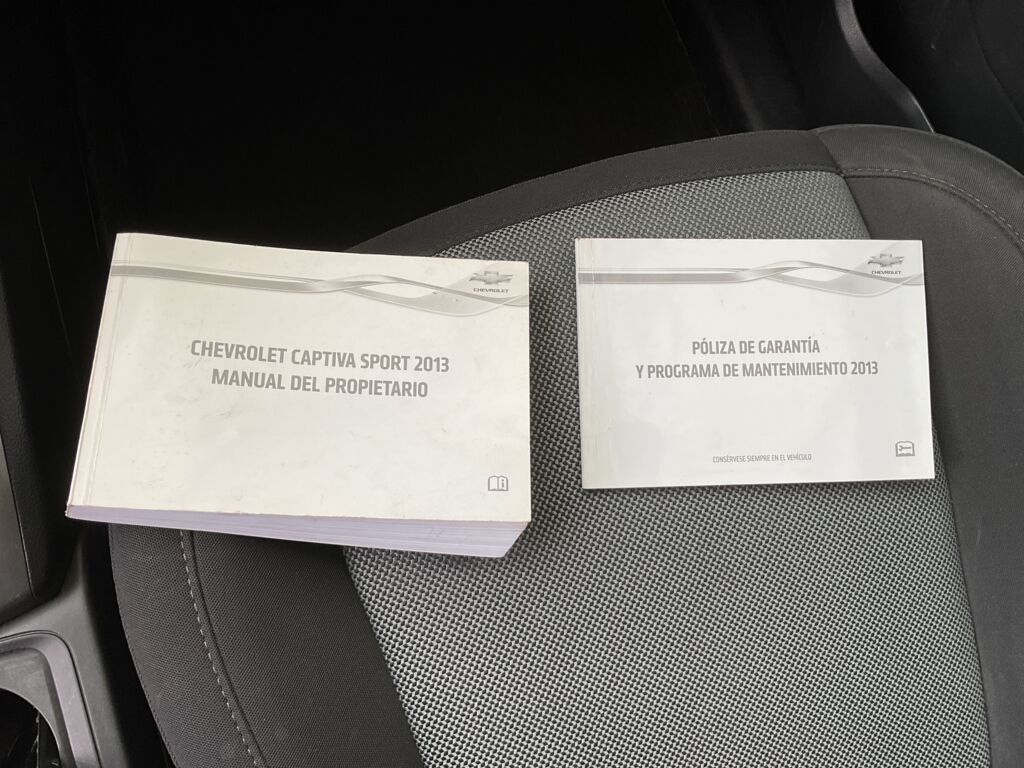 CHEVROLET
CHEVROLET CAPTIVA SPORT 2013
MANUAL DEL PROPIETARIO
CHEVROLET
PÓLIZA DE GARANTÍA
Y PROGRAMA DE MANTENIMIENTO 2013
CONSÉRVESE SIEMPRE EN EL VEHÍCULO